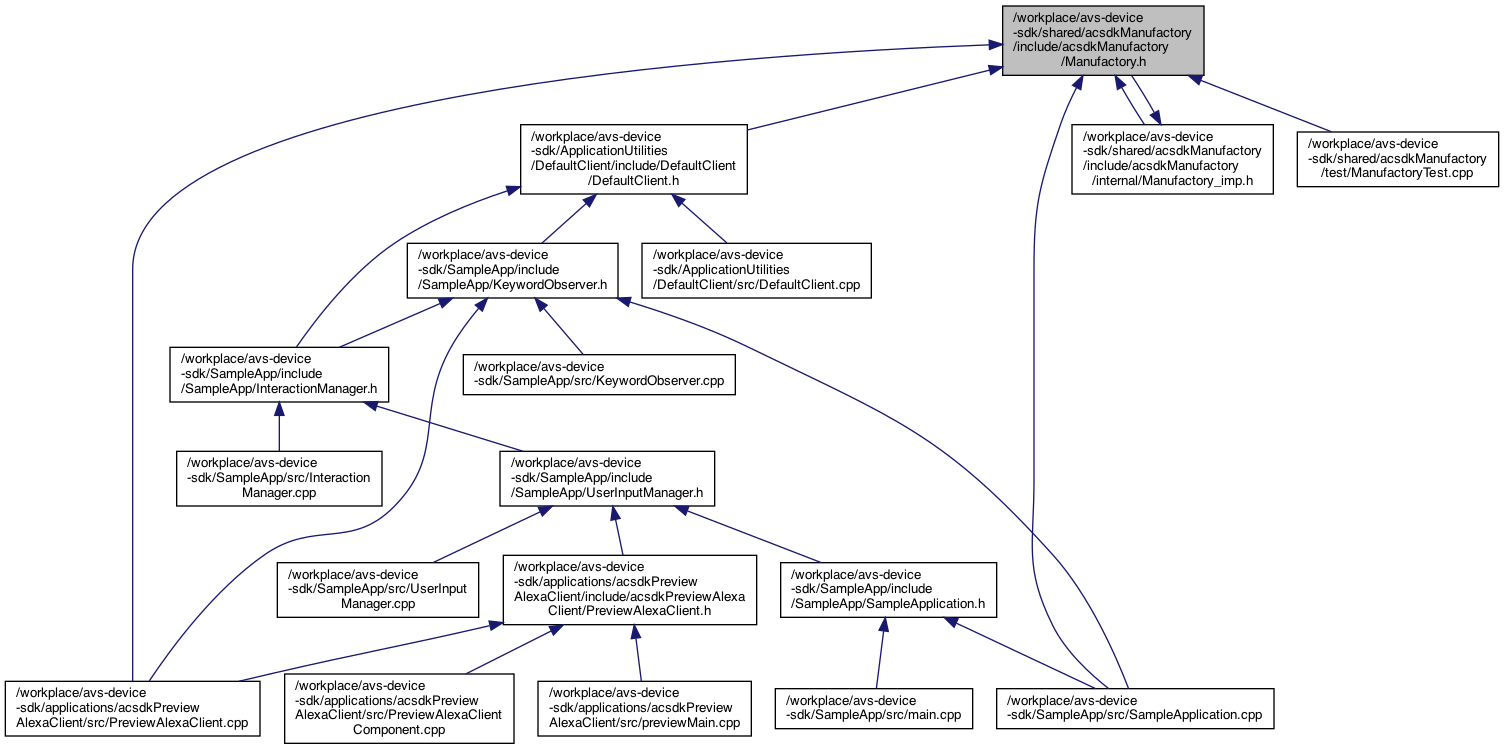 /workplace/avs-device
-sdk/shared/acsdkManufactory
/include/acsdkManufactory
/Manufactory.h
/workplace/avs-device
-sdk/ApplicationUtilities
/DefaultClient/include/DefaultClient
/DefaultClient.h
/workplace/avs-device
-sdk/shared/acsdkManufactory
/include/acsdkManufactory
/internal/Manufactory_imp.h
/workplace/avs-device
-sdk/shared/acsdkManufactory
/test/ManufactoryTest.cpp
/workplace/avs-device
-sdk/SampleApp/include
/SampleApp/KeywordObserver.h
/workplace/avs-device
-sdk/ApplicationUtilities
/DefaultClient/src/DefaultClient.cpp
/workplace/avs-device
-sdk/SampleApp/include
/SampleApp/InteractionManager.h
/workplace/avs-device
-sdk/SampleApp/src/KeywordObserver.cpp
/workplace/avs-device
-sdk/SampleApp/src/Interaction
Manager.cpp
/workplace/avs-device
-sdk/SampleApp/include
/SampleApp/UserInputManager.h
/workplace/avs-device
-sdk/SampleApp/src/UserInput
Manager.cpp
/workplace/avs-device
-sdk/applications/acsdkPreview
AlexaClient/include/acsdkPreviewAlexa
Client/PreviewAlexaClient.h
/workplace/avs-device
-sdk/SampleApp/include
/SampleApp/SampleApplication.h
/workplace/avs-device
-sdk/applications/acsdkPreview
AlexaClient/src/PreviewAlexaClient.cpp
/workplace/avs-device
-sdk/applications/acsdkPreview
AlexaClient/src/PreviewAlexaClient
Component.cpp
/workplace/avs-device
-sdk/applications/acsdkPreview
AlexaClient/src/previewMain.cpp
/workplace/avs-device
-sdk/SampleApp/src/main.cpp
/workplace/avs-device
-sdk/SampleApp/src/SampleApplication.cpp